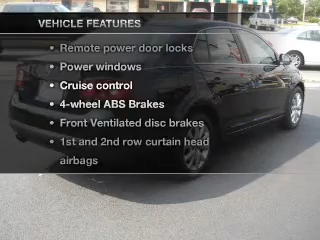 VEHICLE FEATURES
• Remote power door locks
• Power windows
• Cruise control
• 4-wheel ABS Brakes
• Front Ventilated disc brakes
• 1st and 2nd row curtain head
airbags